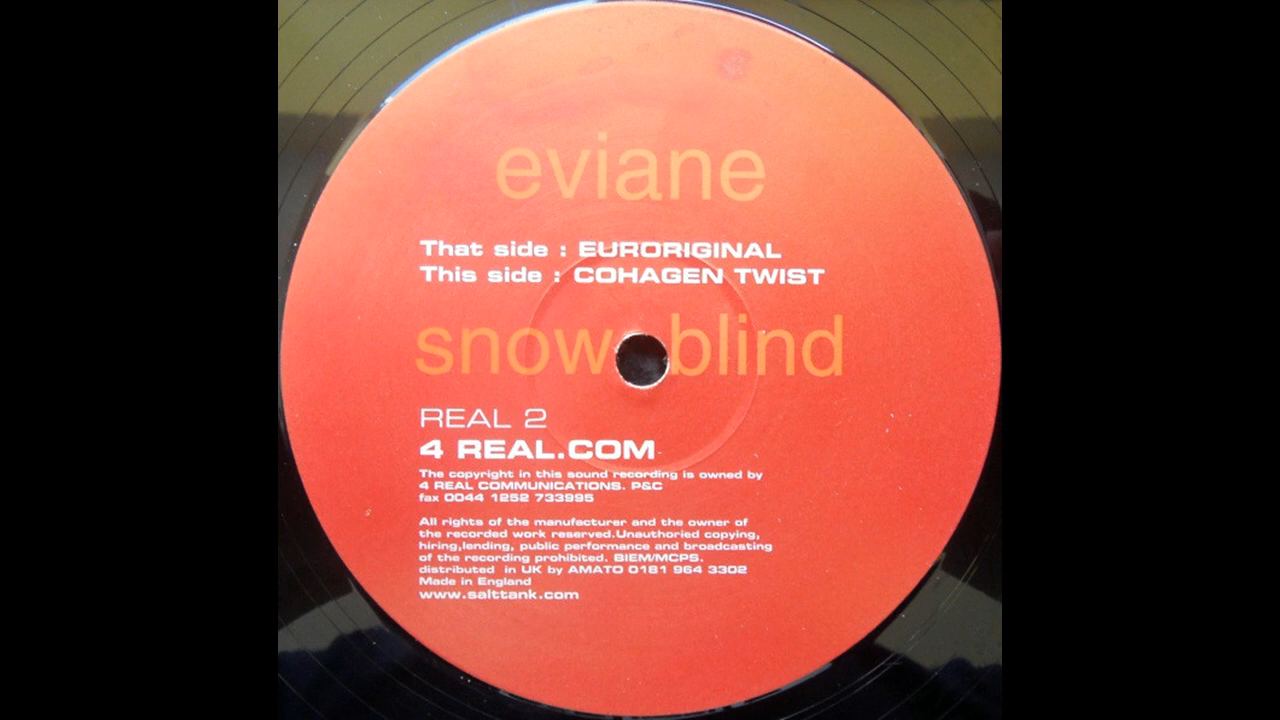 eviane
That side : EURORIGINAL
This side : COHAGEN TWIST
snow blind
REAL 2
4 REAL.COM
The copyright in this sound recording is owned by
4 REAL COMMUNICATIONS. P&C
fax 0044 1252 733995
All rights of the manufacturer and the owner of
the recorded work reserved.Unauthoried copying,
hiring,lending, public performance and broadcasting
of the recording prohibited. BIEM/MCPS.
distributed in UK by AMATO 0181 964 3302
Made in England
www.salttank.com